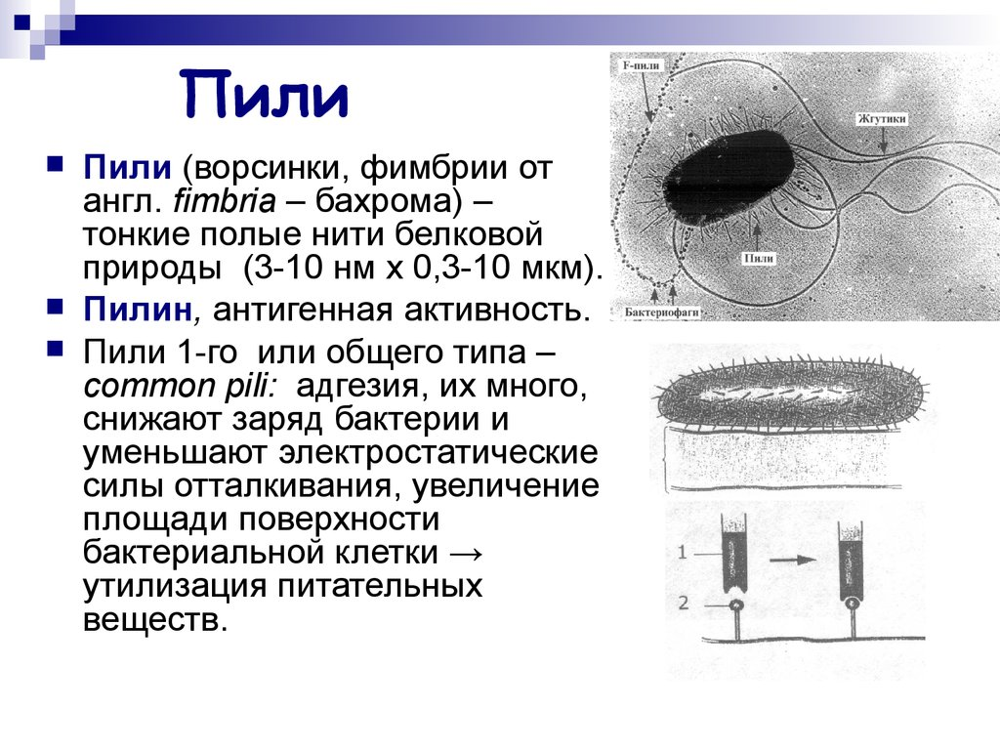 Пили
Пили (ворсинки, фимбрии от
англ. fimbria – бахрома) –
тонкие полые нити белковой
природы (3-10 нм х 0,3-10 мкм).
Пилин, антигенная активность.
Пили 1-го или общего типа –
common pili: адгезия, их много,
снижают заряд бактерии и
уменьшают электростатические
силы отталкивания, увеличение
площади поверхности
бактериальной клетки →
утилизация питательных
веществ.
F-пили
Жгутики
Пили
Бактериофаги
1
2